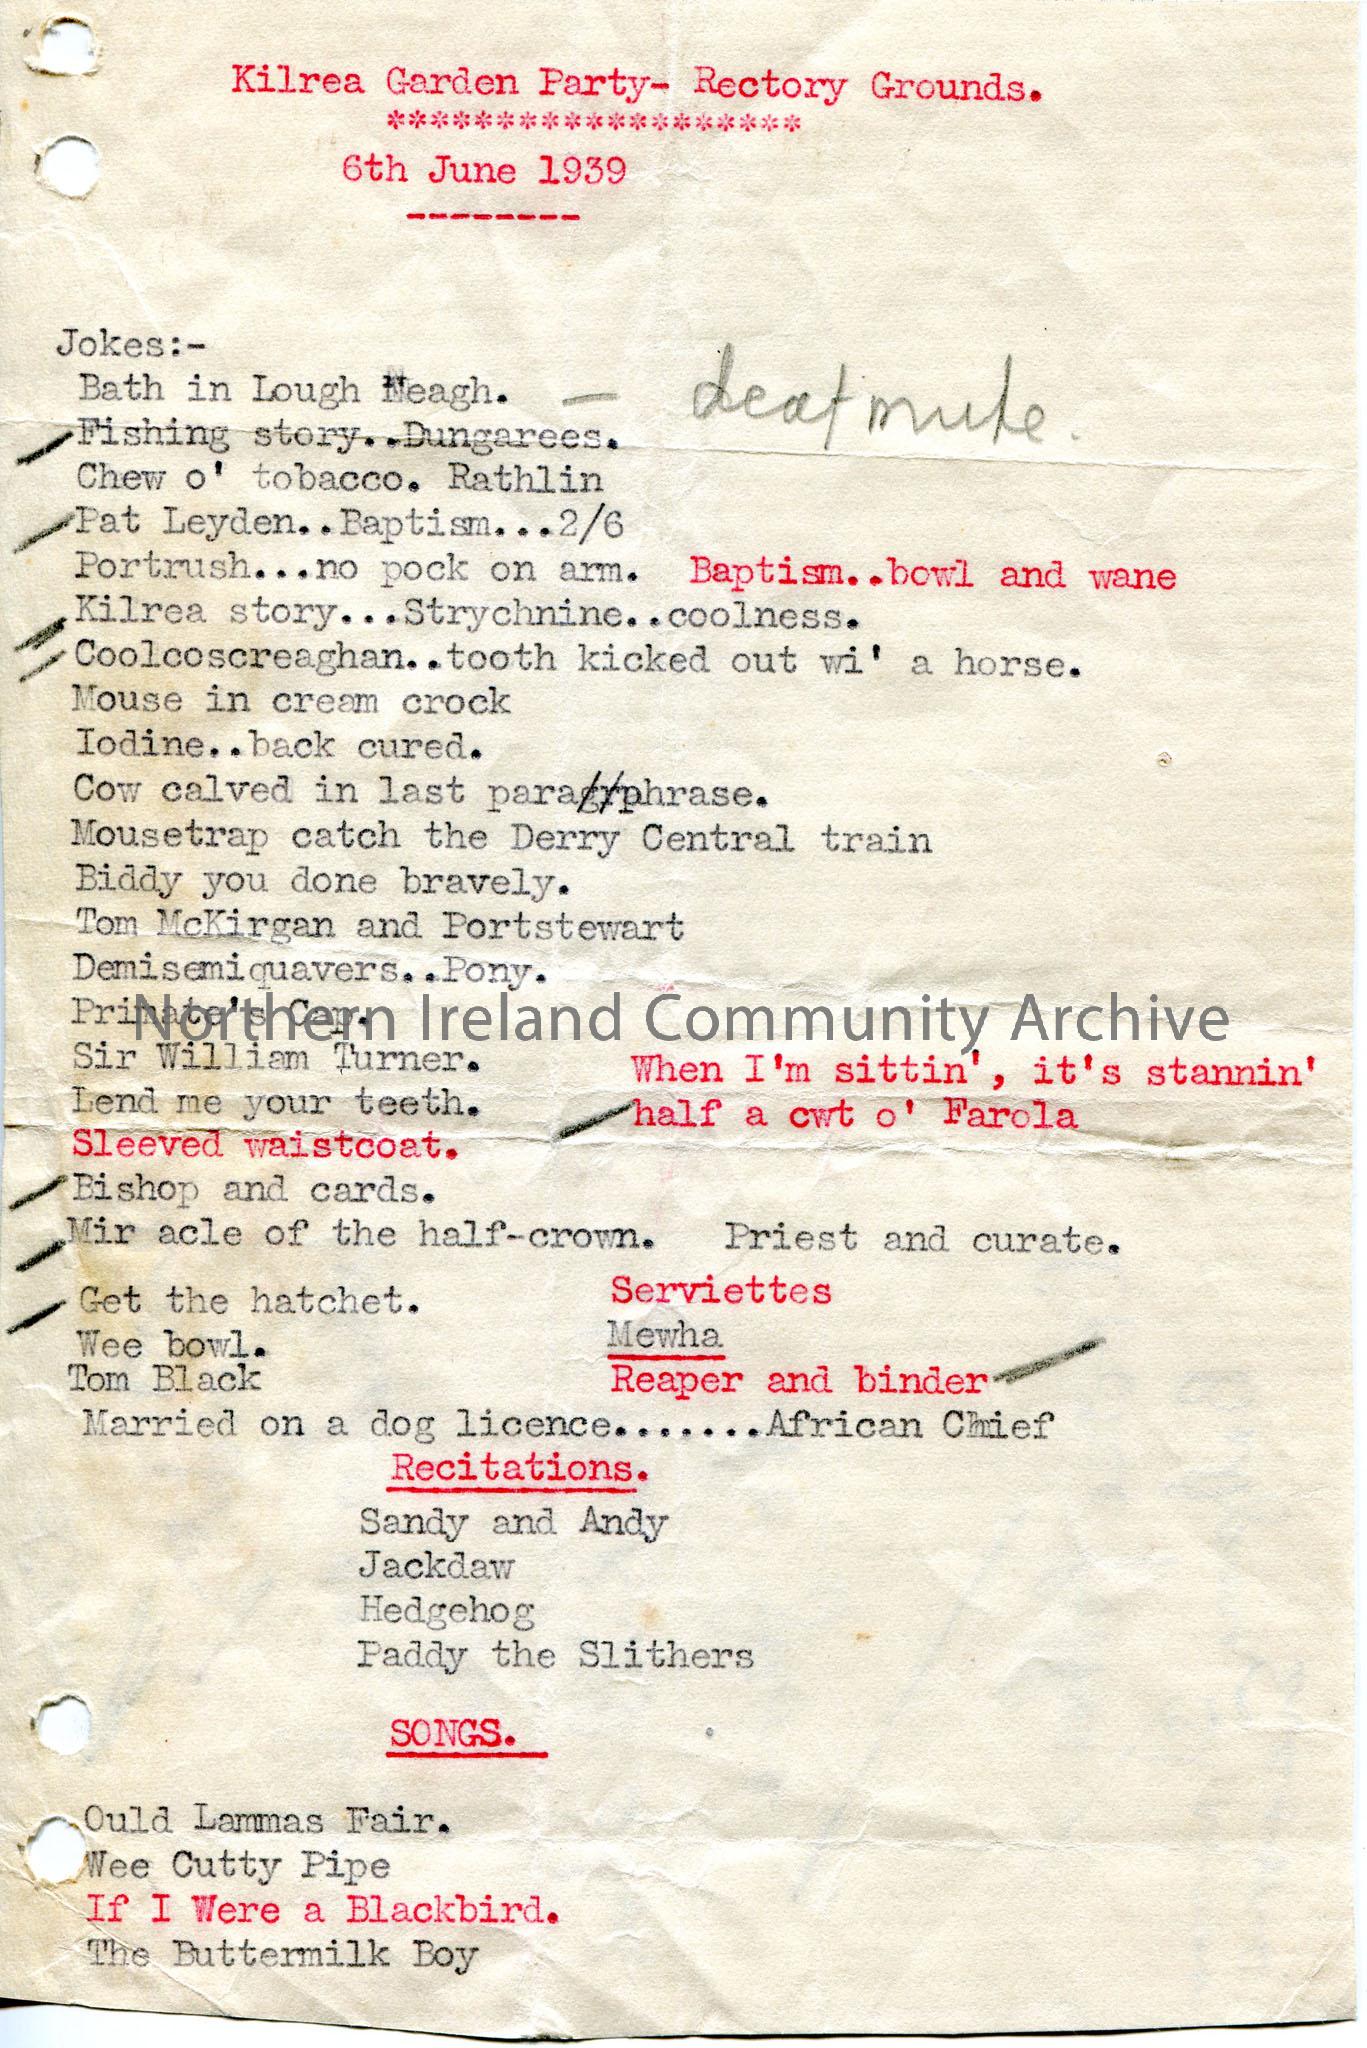 Kilrea Garden Party- Rectory Grounds.
*******************
6th June 1939
--------
Jokes:-
Bath in Lough Neagh. — deaf mute.
Fishing story..Dungarees.
Chew o' tobacco. Rathlin
Pat Leyden..Baptism...2/6
Portrush...no pock on arm. Baptism..bowl and wane
Kilrea story...Strychnine..coolness.
Coolcoscreaghan..tooth kicked out wi' a horse.
Mouse in cream crock
Iodine..back cured.
Cow calved in last paragrphrase.
Mousetrap catch the Derry Central train
Biddy you done bravely.
Tom McKirgan and Portstewart
Demisemiquavers..Pony.
Primate's Cap.
Northern Ireland Community Archive
Sir William Turner. When I'm sittin', it's stannin'
Lend me your teeth. half a cwt o' Farola
Sleeved waistcoat.
Bishop and cards.
Mir acle of the half-crown. Priest and curate.
Get the hatchet. Serviettes
Wee bowl. Mewha
Tom Black Reaper and binder
Married on a dog licence.......African Chief
Recitations.
Sandy and Andy
Jackdaw
Hedgehog
Paddy the Slithers
SONGS.
Ould Lammas Fair.
Wee Cutty Pipe
If I Were a Blackbird.
The Buttermilk Boy